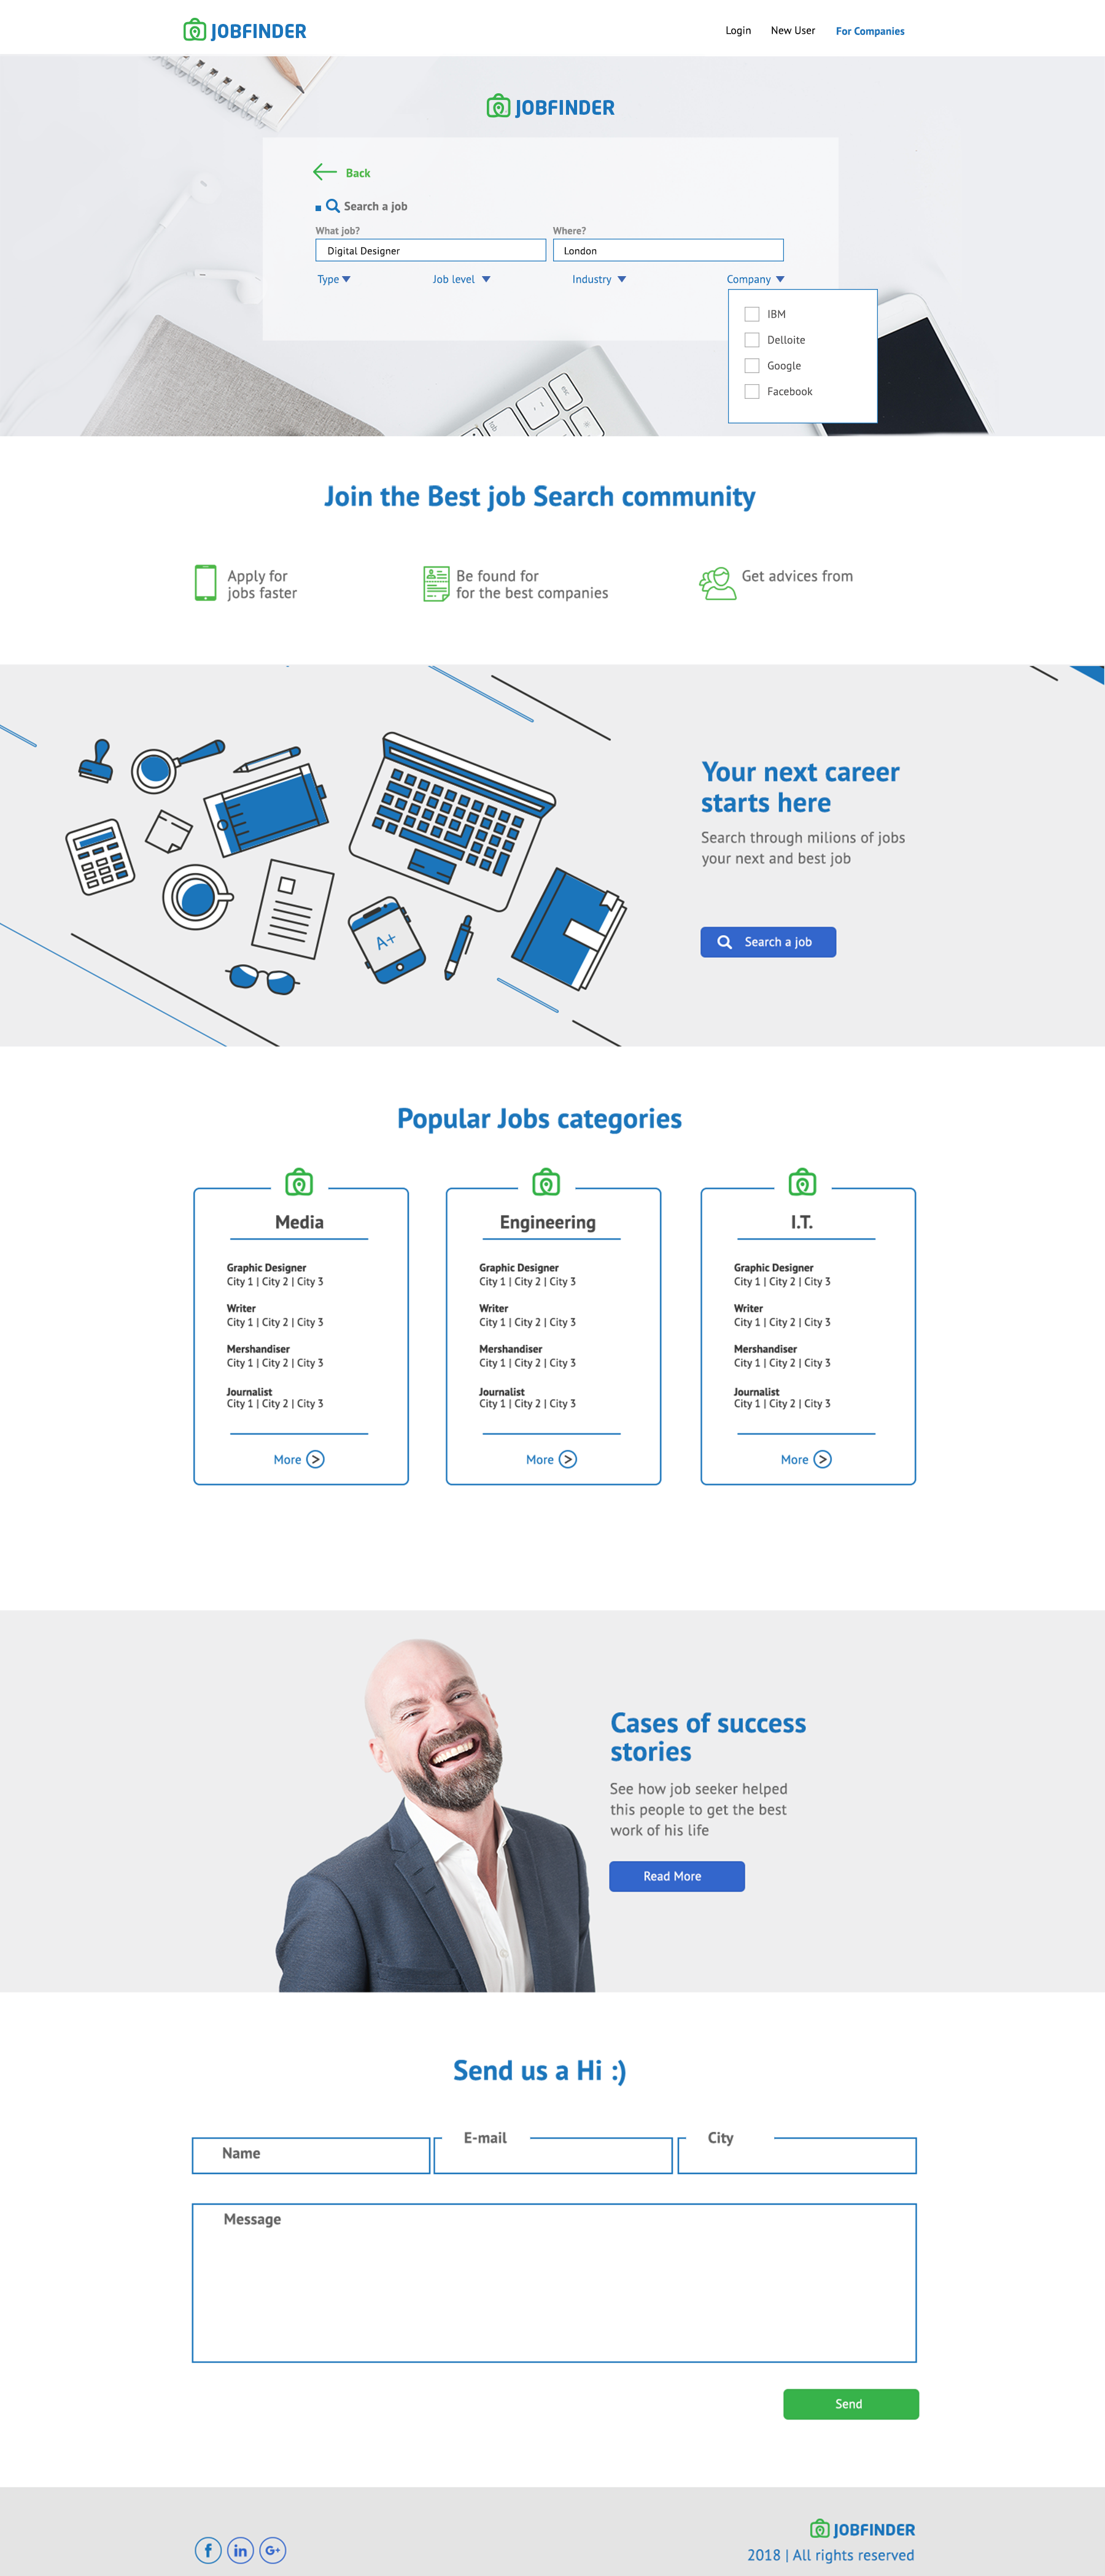 JOBFINDER
Login New User For Companies
JOBFINDER
Back
Search a job
What job? Where?
Digital Designer London
Type Job level Industry Company
IBM
Delloite
Google
Facebook
esc
tab
Join the Best job Search community
Apply for
jobs faster
Be found for
for the best companies
Get advices from
Your next career
starts here
Search through milions of jobs
your next and best job
Search a job
A+
Popular Jobs categories
Media
Graphic Designer
City 1 | City 2 | City 3
Writer
City 1 | City 2 | City 3
Mershandiser
City 1 | City 2 | City 3
Journalist
City 1 | City 2 | City 3
More
Engineering
Graphic Designer
City 1 | City 2 | City 3
Writer
City 1 | City 2 | City 3
Mershandiser
City 1 | City 2 | City 3
Journalist
City 1 | City 2 | City 3
More
I.T.
Graphic Designer
City 1 | City 2 | City 3
Writer
City 1 | City 2 | City 3
Mershandiser
City 1 | City 2 | City 3
Journalist
City 1 | City 2 | City 3
More
Cases of success
stories
See how job seeker helped
this people to get the best
work of his life
Read More
Send us a Hi :)
Name
E-mail
City
Message
Send
f in G+
JOBFINDER
2018 | All rights reserved